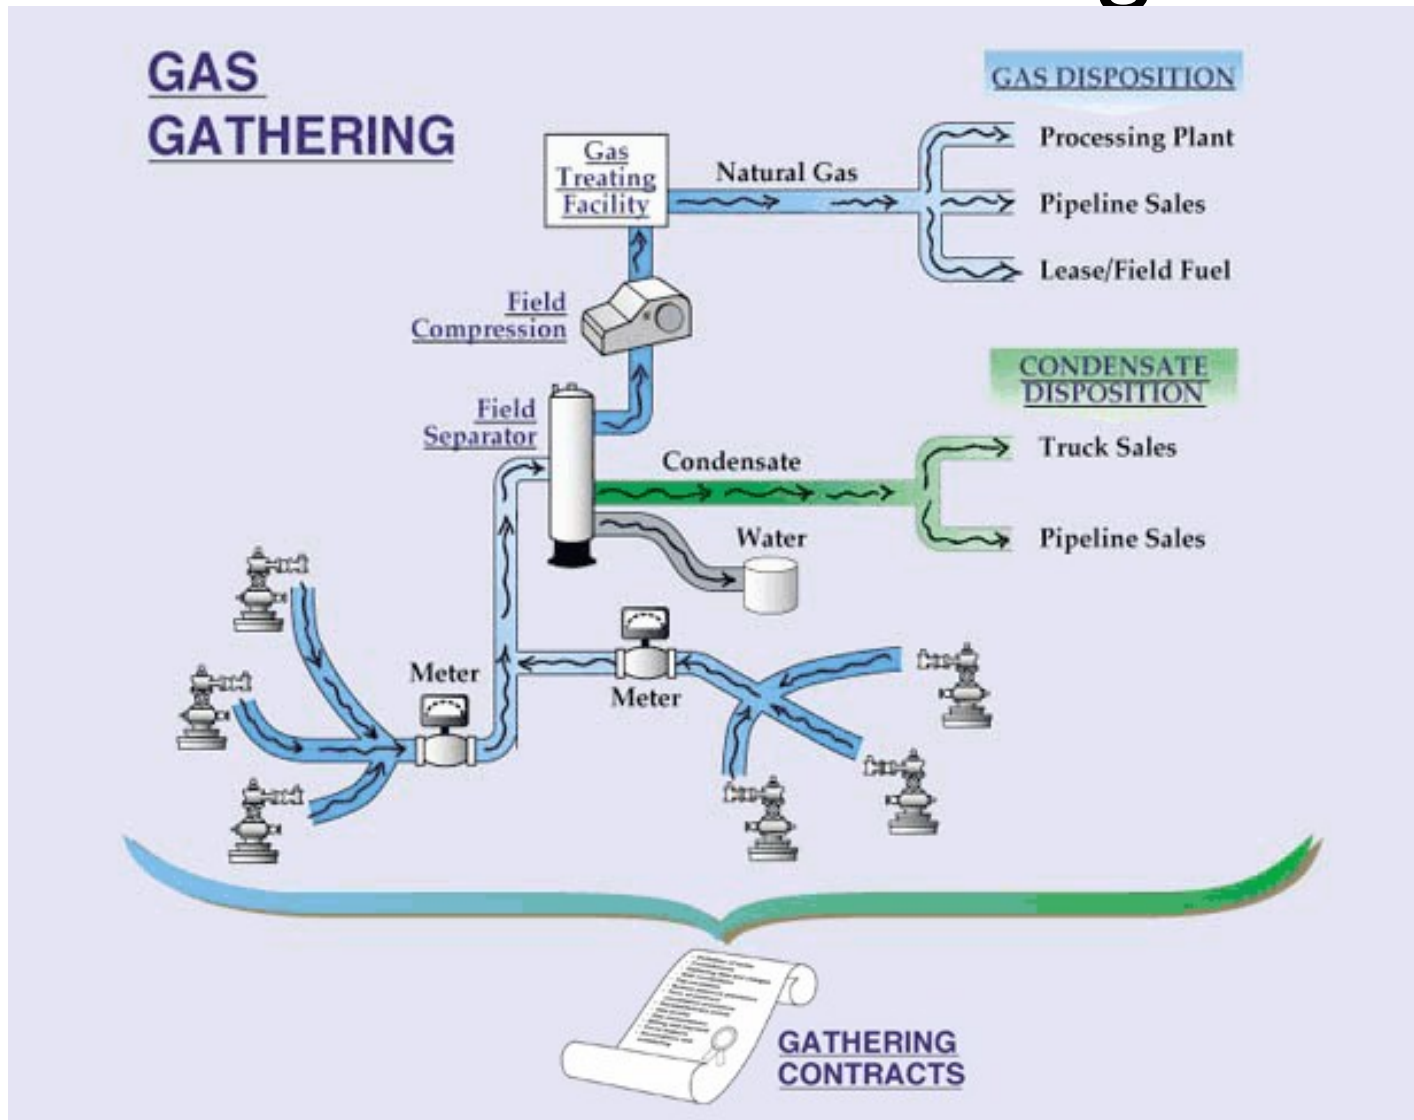 GAS
GATHERING
GAS DISPOSITION
Gas
Treating
Facility
Natural Gas
Processing Plant
Pipeline Sales
Lease/Field Fuel
Field
Compression
CONDENSATE
DISPOSITION
Field
Separator
Condensate
Truck Sales
Water
Pipeline Sales
Meter
Meter
GATHERING
CONTRACTS